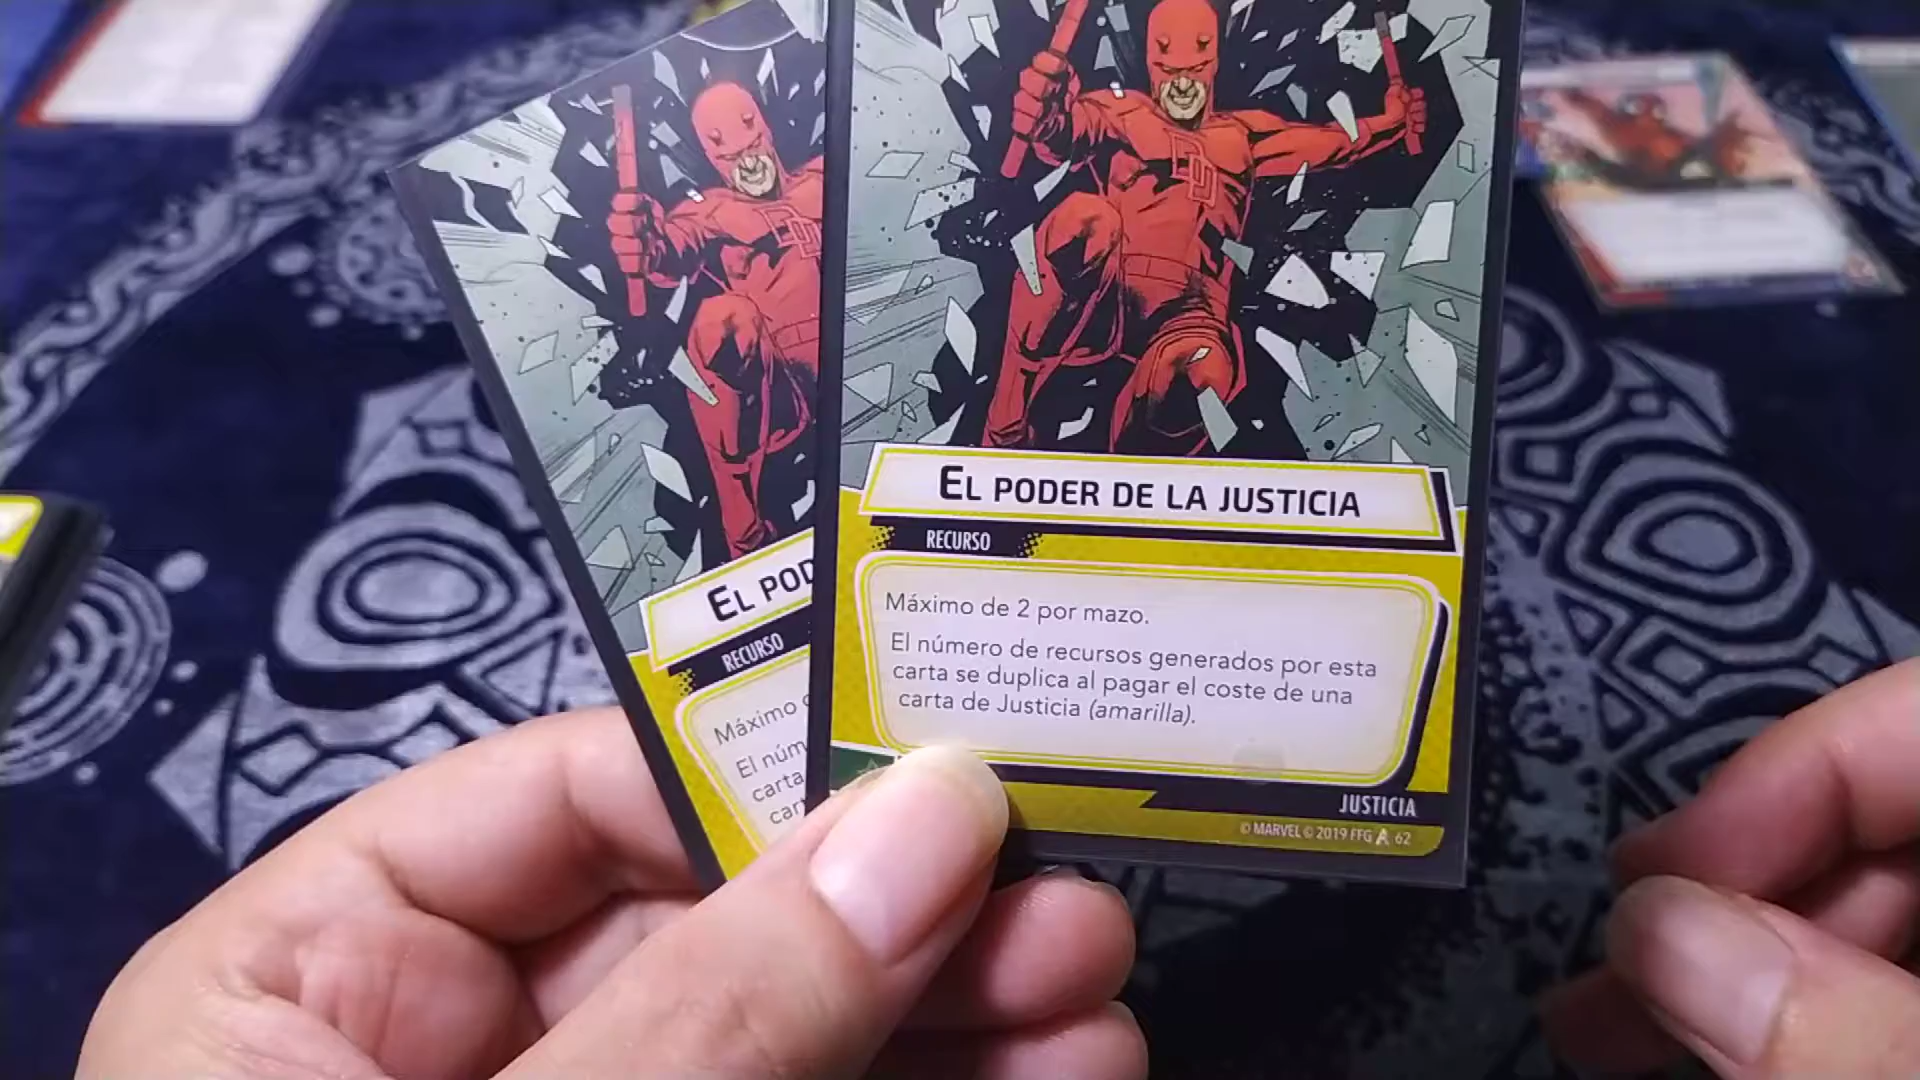 EL PODER DE LA JUSTICIA
RECURSO
Máximo de 2 por mazo.
El número de recursos generados por esta
carta se duplica al pagar el coste de una
carta de Justicia (amarilla).
JUSTICIA
© MARVEL © 2019 FFG 62
EL POD
RECURSO
Máximo
El núm
carta
car
DD
DD